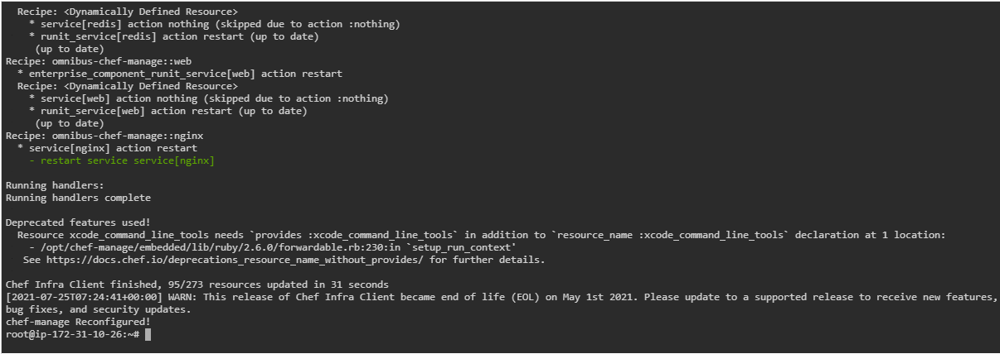 Recipe: <Dynamically Defined Resource>
* service[redis] action nothing (skipped due to action :nothing)
* runit_service[redis] action restart (up to date)
(up to date)
Recipe: omnibus-chef-manage::web
* enterprise_component_runit_service[web] action restart
Recipe: <Dynamically Defined Resource>
* service[web] action nothing (skipped due to action :nothing)
* runit_service[web] action restart (up to date)
(up to date)
Recipe: omnibus-chef-manage::nginx
* service[nginx] action restart
- restart service service[nginx]
Running handlers:
Running handlers complete
Deprecated features used!
Resource xcode_command_line_tools needs `provides :xcode_command_line_tools` in addition to `resource_name :xcode_command_line_tools` declaration at 1 location:
- /opt/chef-manage/embedded/lib/ruby/2.6.0/forwardable.rb:230:in `setup_run_context'
See https://docs.chef.io/deprecations_resource_name_without_provides/ for further details.
Chef Infra Client finished, 95/273 resources updated in 31 seconds
[2021-07-25T07:24:41+00:00] WARN: This release of Chef Infra Client became end of life (EOL) on May 1st 2021. Please update to a supported release to receive new features,
bug fixes, and security updates.
chef-manage Reconfigured!
root@ip-172-31-10-26:~#